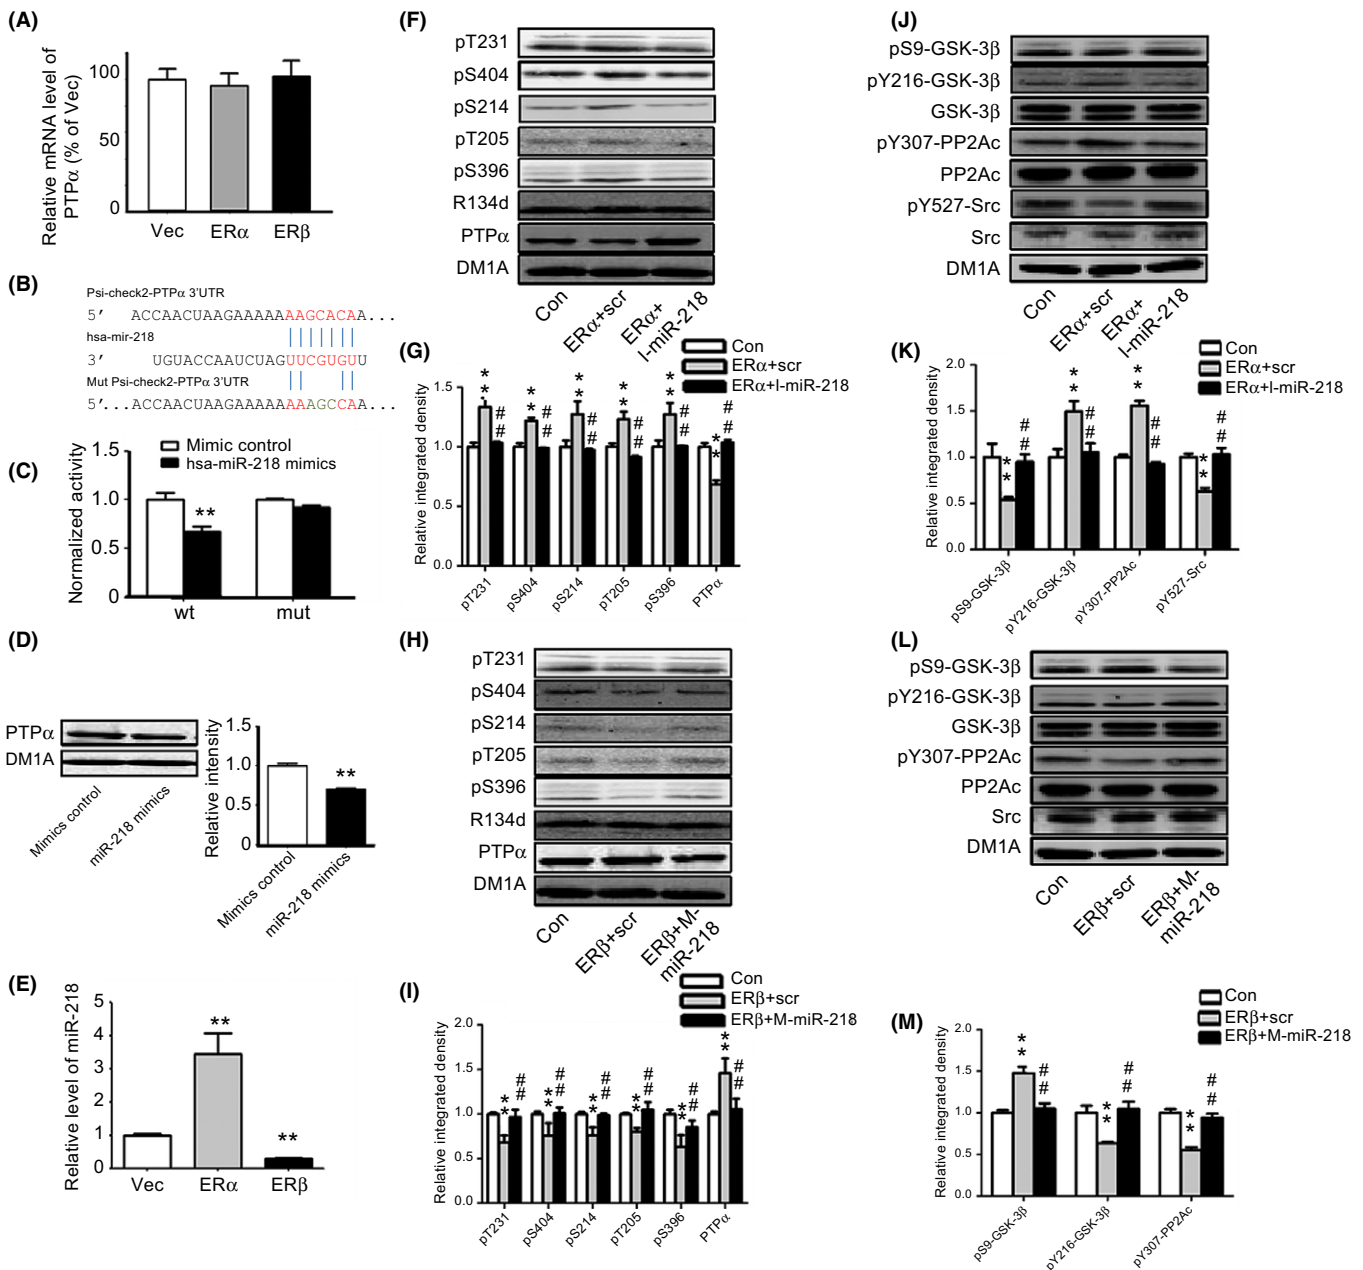 (A)
Relative mRNA level of
PTPα (% of Vec)
100
50
0
Vec ERα ERβ
(B)
Psi-check2-PTPα 3'UTR
5' ACCAACUAAGAAAAAAAGCACAA...
hsa-mir-218
3' UGUACCAAUCUAGUUCGUGUU
Mut Psi-check2-PTPα 3'UTR
5'...ACCAACUAAGAAAAAAAAGCCAA...
(C)
Mimic control
hsa-miR-218 mimics
Normalized activity
1.5
1.0
0.5
0
**
wt mut
(D)
PTPα
DM1A
Mimics control
miR-218 mimics
Relative intensity
1.5
1.0
0.5
0
**
Mimics control
miR-218 mimics
(E)
Relative level of miR-218
5
4
2
1
0
**
**
Vec ERα ERβ
(F)
pT231
pS404
pS214
pT205
pS396
R134d
PTPα
DM1A
Con
ERα+scr
ERα+
I-miR-218
(G)
Con
ERα+scr
ERα+I-miR-218
Relative integrated density
1.5
1.0
0.5
0.0
** ## ** ## ** ## ** ## ** ## ** ##
pT231 pS404 pS214 pT205 pS396 PTPα
(H)
pT231
pS404
pS214
pT205
pS396
R134d
PTPα
DM1A
Con
ERβ+scr
ERβ+M-
miR-218
(I)
Con
ERβ+scr
ERβ+M-miR-218
Relative integrated density
2.0
1.5
1.0
0.5
0.0
** ## ** ## ** ## ** ## ** ## ** ##
pT231 pS404 pS214 pT205 pS396 PTPα
(J)
pS9-GSK-3β
pY216-GSK-3β
GSK-3β
pY307-PP2Ac
PP2Ac
pY527-Src
Src
DM1A
Con
ERα+scr
ERα+
I-miR-218
(K)
Con
ERα+scr
ERα+I-miR-218
Relative integrated density
2.0
1.5
1.0
0.5
0.0
** ## ** ## ** ## ** ##
pS9-GSK-3β pY216-GSK-3β pY307-PP2Ac pY527-Src
(L)
pS9-GSK-3β
pY216-GSK-3β
GSK-3β
pY307-PP2Ac
PP2Ac
Src
DM1A
Con
ERβ+scr
ERβ+M-
miR-218
(M)
Con
ERβ+scr
ERβ+M-miR-218
Relative integrated density
2.0
1.5
1.0
0.5
0.0
** ## ** ## ** ##
pS9-GSK-3β pY216-GSK-3β pY307-PP2Ac